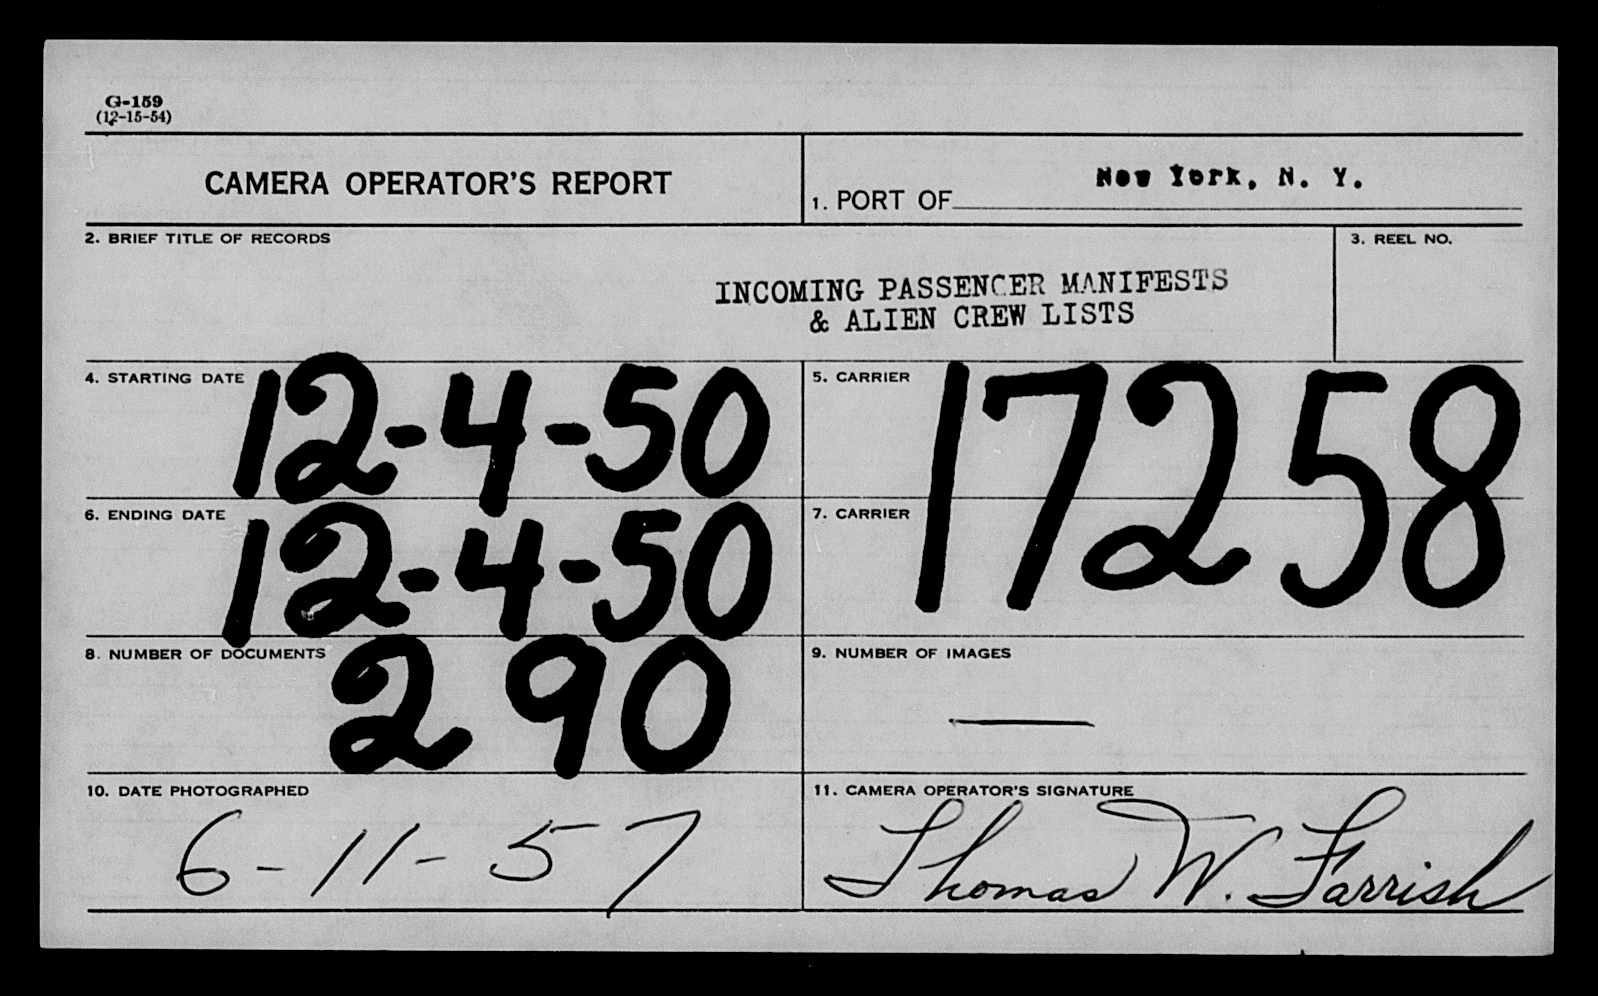 G-159
(12-15-54)
CAMERA OPERATOR'S REPORT
1. PORT OF New York, N. Y.
2. BRIEF TITLE OF RECORDS
INCOMING PASSENGER MANIFESTS
& ALIEN CREW LISTS
3. REEL NO.
4. STARTING DATE 12-4-50
5. CARRIER 17258
6. ENDING DATE 12-4-50
7. CARRIER
8. NUMBER OF DOCUMENTS 290
9. NUMBER OF IMAGES —
10. DATE PHOTOGRAPHED
6-11-57
11. CAMERA OPERATOR'S SIGNATURE
Thomas W. Farrish